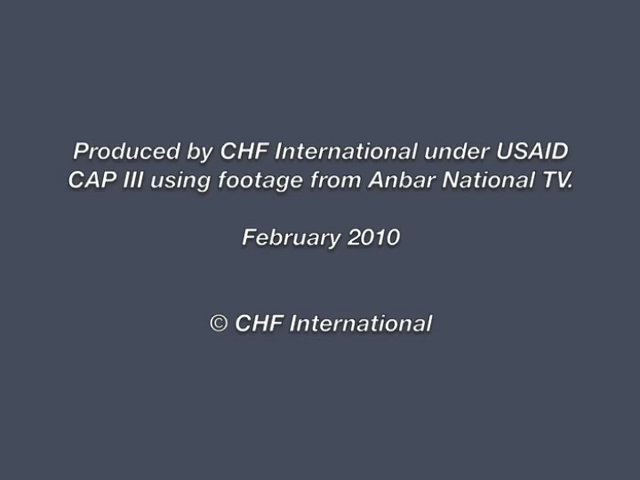 Produced by CHF International under USAID
CAP III using footage from Anbar National TV.
February 2010
© CHF International